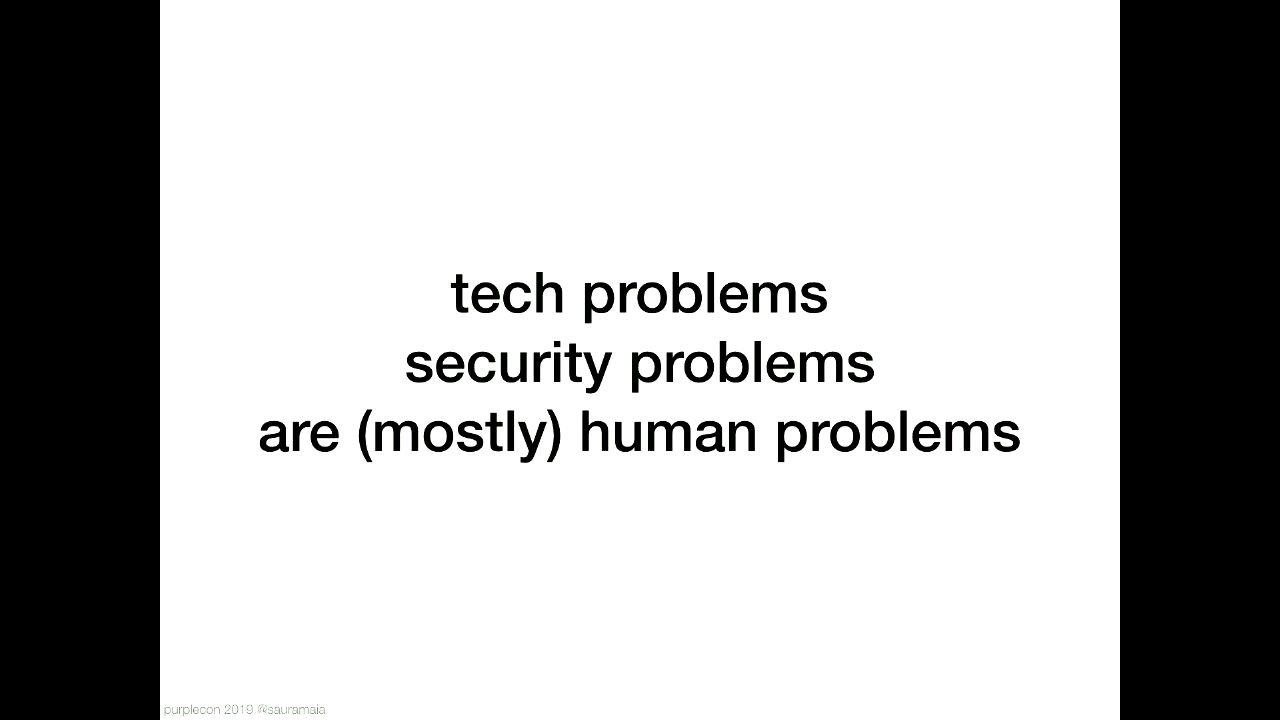 tech problems
security problems
are (mostly) human problems
purplecon 2019 @sauramaia